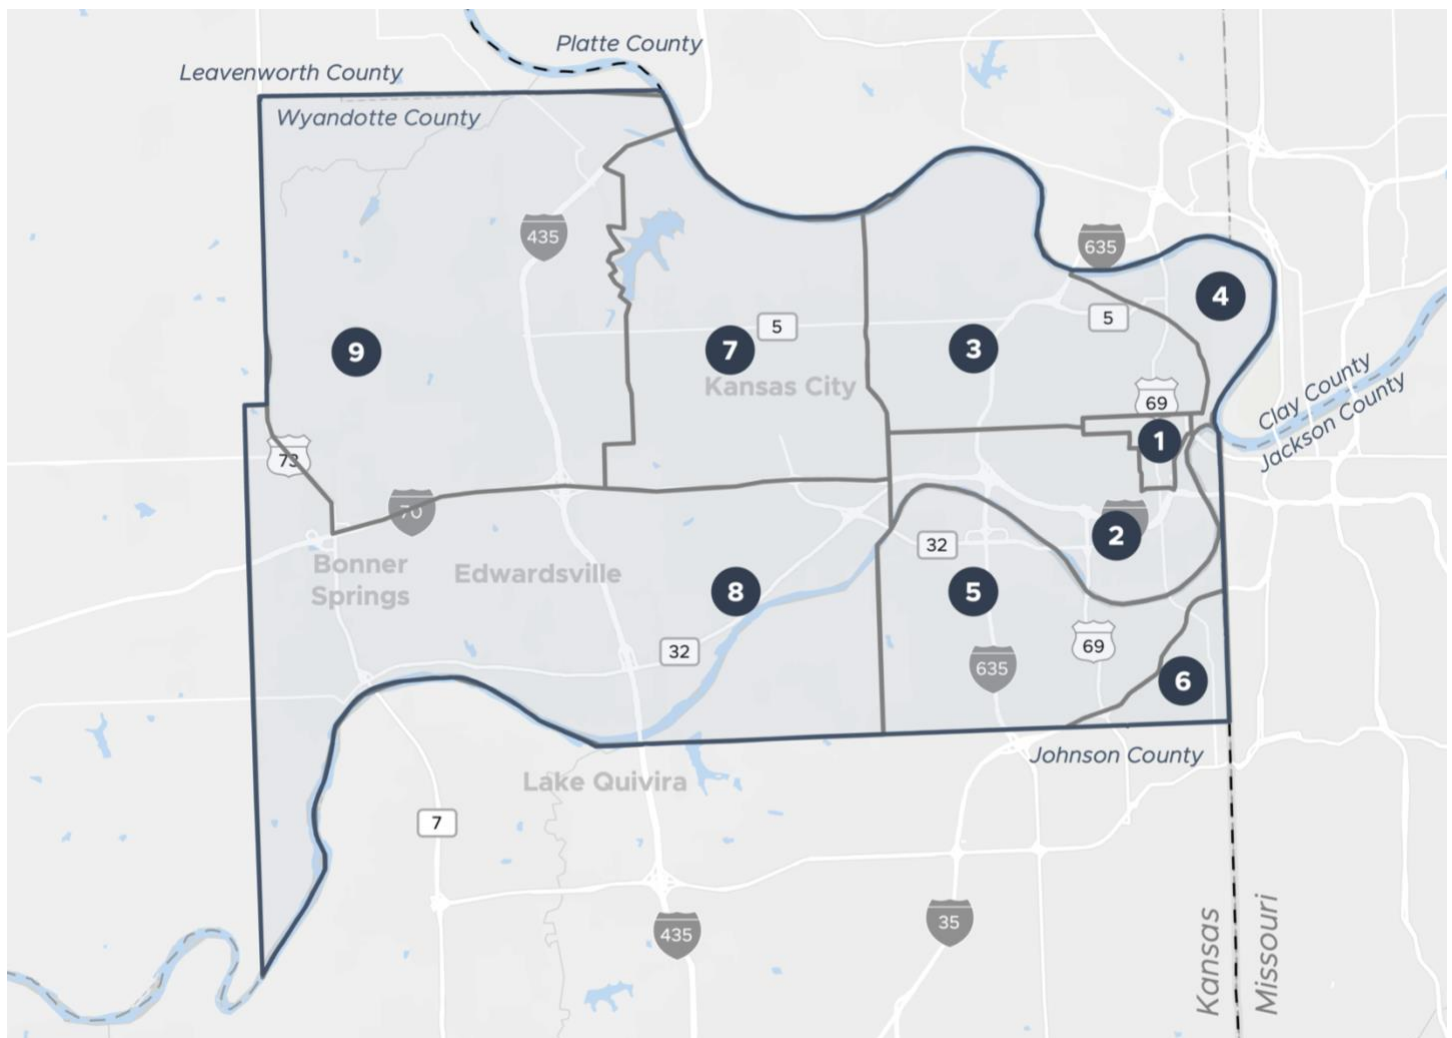 Platte County
Leavenworth County
Wyandotte County
435
635
4
5
5
9
7
3
Kansas City
69
Clay County
Jackson County
1
73
70
2
32
Bonner
Springs
Edwardsville
8
5
32
69
635
6
Johnson County
Lake Quivira
7
435
35
Kansas
Missouri